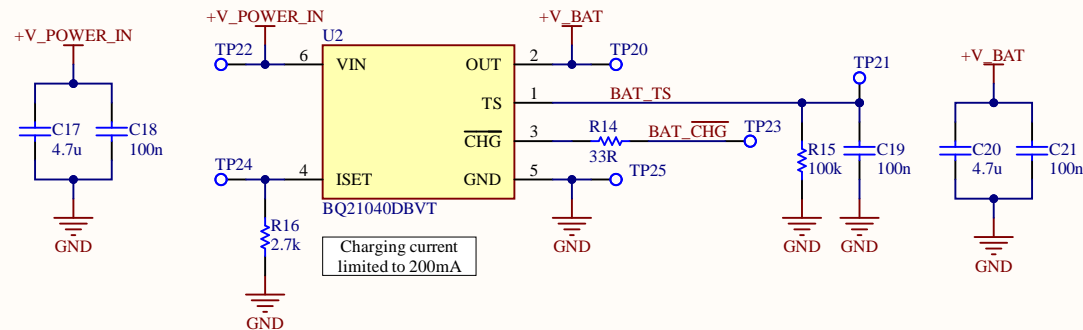 +V_POWER_IN
C17
4.7u
C18
100n
GND
+V_POWER_IN
TP22
U2
6
VIN
TP24
4
ISET
R16
2.7k
GND
OUT
2
TS
1
CHG
3
GND
5
BQ21040DBVT
Charging current
limited to 200mA
+V_BAT
TP20
BAT_TS
R14
33R
BAT_CHG
TP23
TP25
GND
TP21
R15
100k
C19
100n
GND
GND
+V_BAT
C20
4.7u
C21
100n
GND